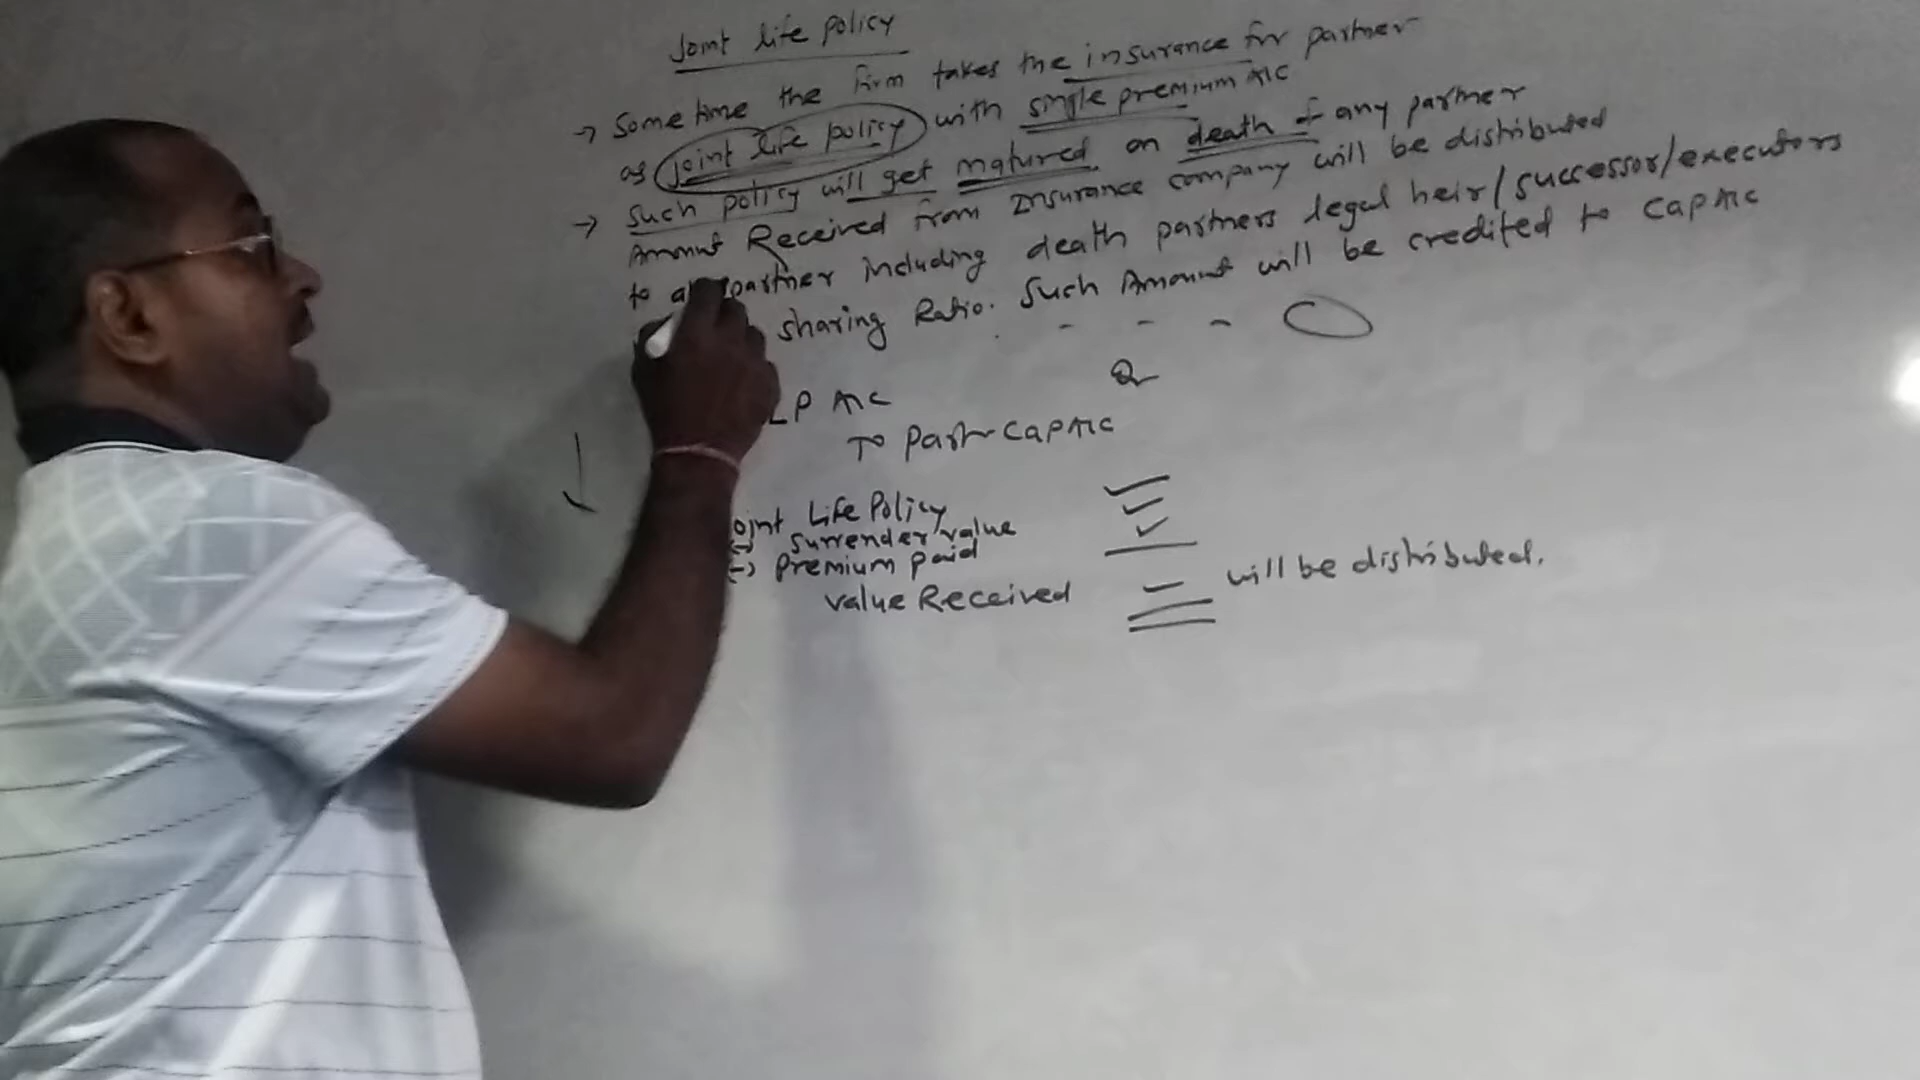 Joint life policy
→ Sometime the firm takes the insurance for partner
as joint life policy with single premium A/C
→ Such policy will get matured on death of any partner
Amount Received from Insurance company will be distributed
to all partner including death partners legal heir/successor/executors
sharing Ratio. Such Amount will be credited to Cap A/C
LP A/C
To Part Cap A/C
oint Life Policy
(-) Surrender value
(-) Premium paid
value Received will be distributed.